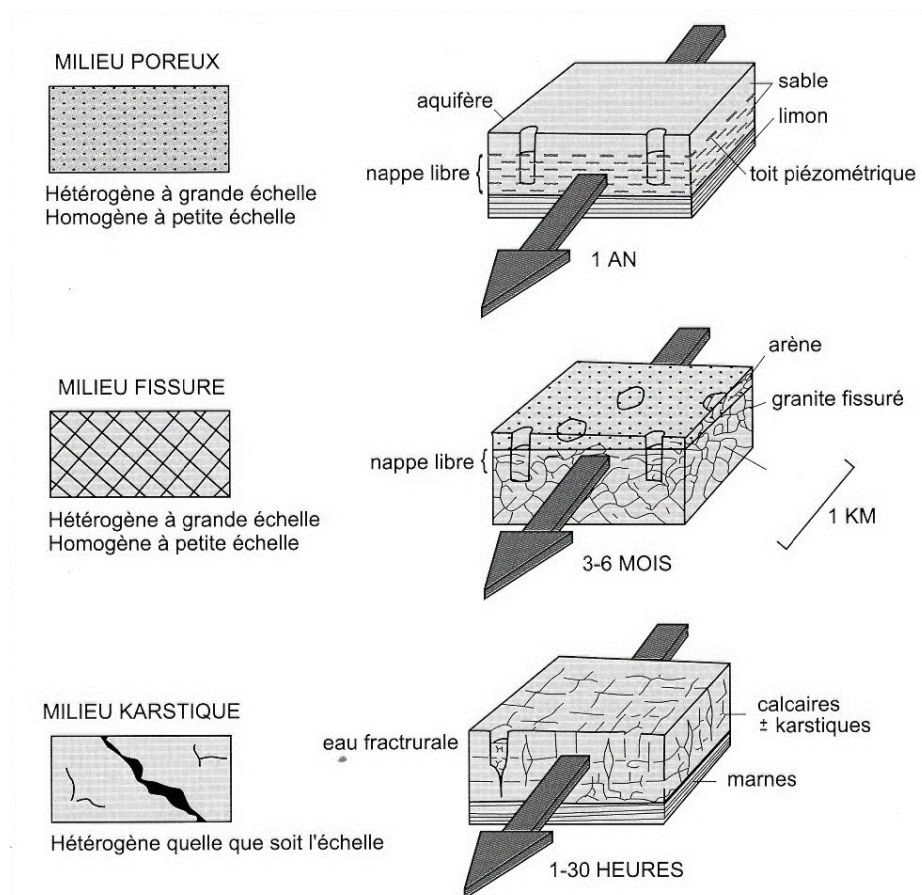 MILIEU POREUX
Hétérogène à grande échelle
Homogène à petite échelle
aquifère
nappe libre
sable
limon
toit piézométrique
1 AN
MILIEU FISSURE
Hétérogène à grande échelle
Homogène à petite échelle
nappe libre
arène
granite fissuré
1 KM
3-6 MOIS
MILIEU KARSTIQUE
Hétérogène quelle que soit l'échelle
eau fractrurale
calcaires
± karstiques
marnes
1-30 HEURES